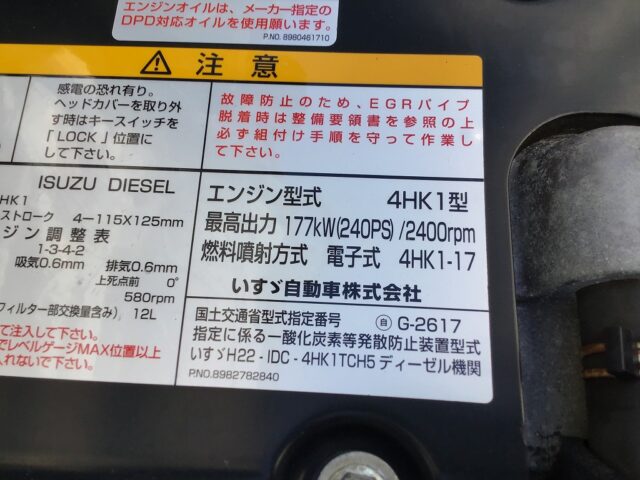 エンジンオイルは、メーカー指定の
DPD対応オイルを使用願います。
P.NO. 8980461710
注意
感電の恐れ有り。
ヘッドカバーを取り外
す時はキースイッチを
「LOCK」位置に
して下さい。
故障防止のため、EGRパイプ
脱着時は整備要領書を参照の上
必ず組付け手順を守って作業し
て下さい。
ISUZU DIESEL
HK1
ストローク 4-115X125mm
ジン調整表
1-3-4-2
吸気0.6mm 排気0.6mm
上死点前 0°
580rpm
フィルター部交換量含み) 12L
て注入して下さい。
でレベルゲージMAX位置以上
入れないで下さい。
エンジン型式 4HK1型
最高出力 177kW(240PS) /2400rpm
燃料噴射方式 電子式 4HK1-17
いすゞ自動車株式会社
国土交通省型式指定番号 自 G-2617
指定に係る一酸化炭素等発散防止装置型式
いすゞH22-IDC-4HK1TCH5 ディーゼル機関
P.NO.8982782840